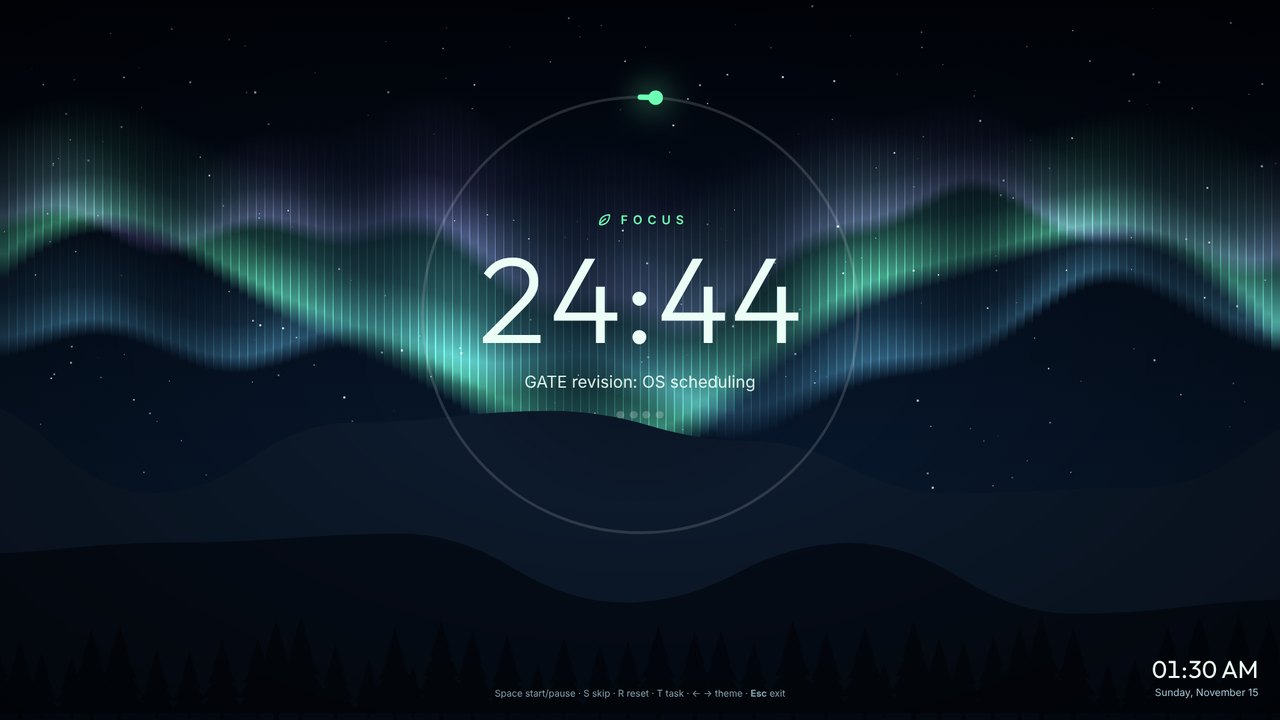 FOCUS
24:44
GATE revision: OS scheduling
Space start/pause · S skip · R reset · T task · ← → theme · Esc exit
01:30 AM
Sunday, November 15